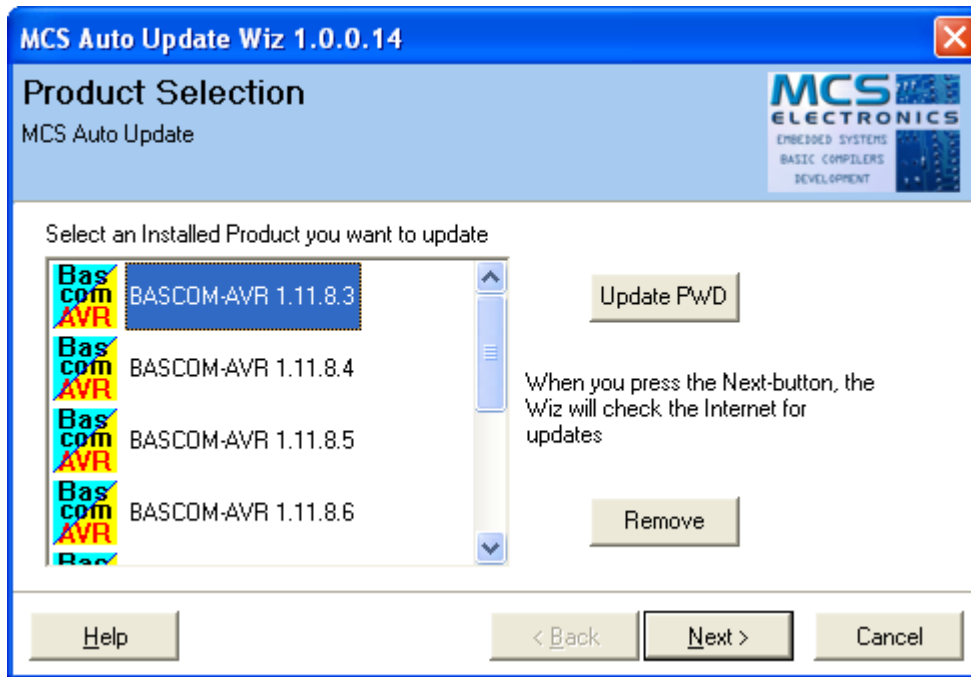 MCS Auto Update Wiz 1.0.0.14
Product Selection
MCS Auto Update
MCS
ELECTRONICS
EMBEDDED SYSTEMS
BASIC COMPILERS
DEVELOPMENT
Select an Installed Product you want to update
Bas
com
AVR
BASCOM-AVR 1.11.8.3
Bas
com
AVR
BASCOM-AVR 1.11.8.4
Bas
com
AVR
BASCOM-AVR 1.11.8.5
Bas
com
AVR
BASCOM-AVR 1.11.8.6
Update PWD
When you press the Next-button, the
Wiz will check the Internet for
updates
Remove
Help
< Back
Next >
Cancel